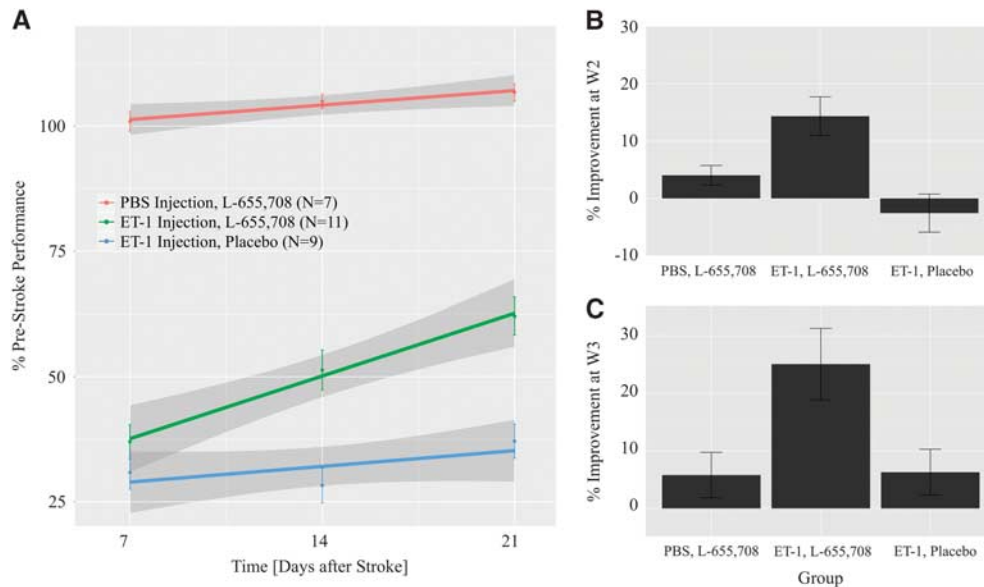 A
% Pre-Stroke Performance
100
75
50
25
PBS Injection, L-655,708 (N=7)
ET-1 Injection, L-655,708 (N=11)
ET-1 Injection, Placebo (N=9)
7
14
21
Time [Days after Stroke]
B
% Improvement at W2
30
20
10
0
-10
PBS, L-655,708
ET-1, L-655,708
ET-1, Placebo
C
% Improvement at W3
30
20
10
0
PBS, L-655,708
ET-1, L-655,708
ET-1, Placebo
Group